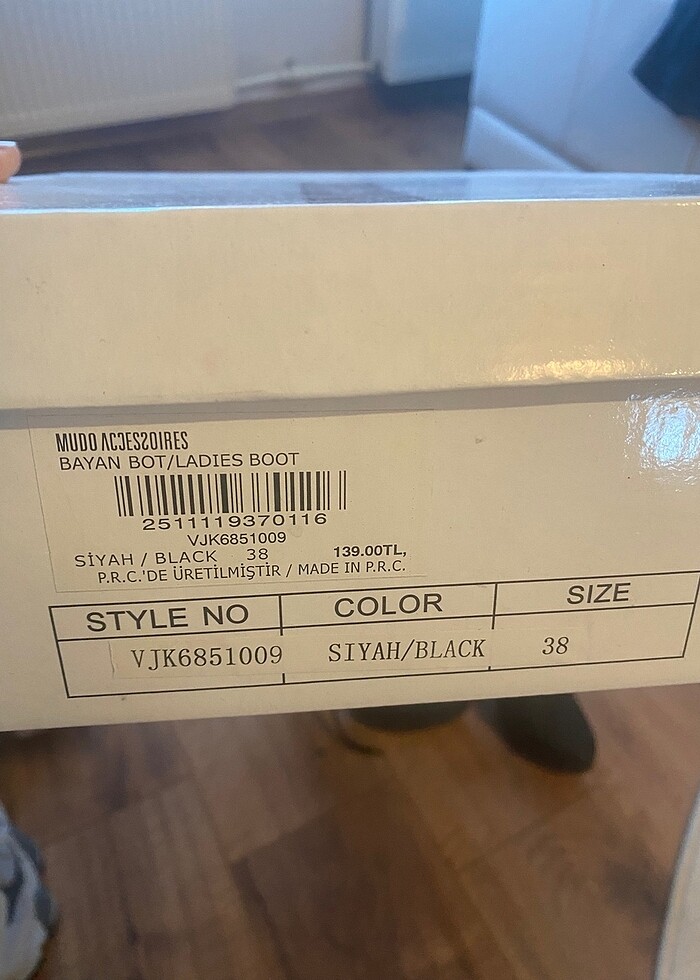 MUDO ACCESSOIRES
BAYAN BOT/LADIES BOOT
2511119370116
VJK6851009
SİYAH / BLACK 38 139.00TL,
P.R.C.'DE ÜRETİLMİŞTİR / MADE IN P.R.C.
STYLE NO COLOR SIZE
VJK6851009 SIYAH/BLACK 38